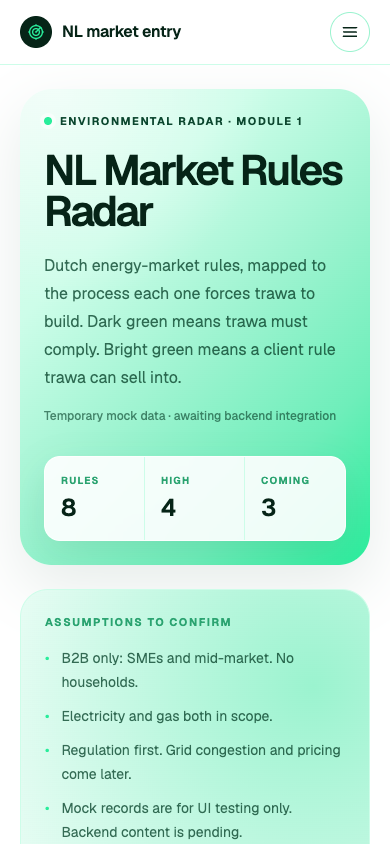 NL market entry
ENVIRONMENTAL RADAR · MODULE 1
NL Market Rules
Radar
Dutch energy-market rules, mapped to
the process each one forces trawa to
build. Dark green means trawa must
comply. Bright green means a client rule
trawa can sell into.
Temporary mock data · awaiting backend integration
RULES HIGH COMING
8 4 3
ASSUMPTIONS TO CONFIRM
• B2B only: SMEs and mid-market. No
households.
• Electricity and gas both in scope.
• Regulation first. Grid congestion and pricing
come later.
• Mock records are for UI testing only.
Backend content is pending.